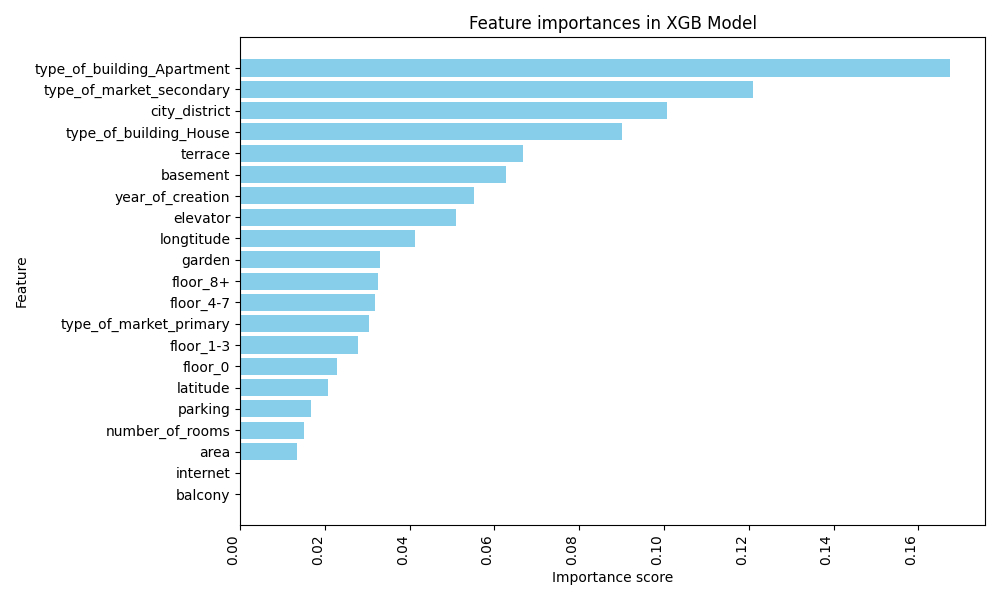 Feature importances in XGB Model
type_of_building_Apartment
type_of_market_secondary
city_district
type_of_building_House
terrace
basement
year_of_creation
elevator
longtitude
garden
floor_8+
floor_4-7
type_of_market_primary
floor_1-3
floor_0
latitude
parking
number_of_rooms
area
internet
balcony
Feature
0.00
0.02
0.04
0.06
0.08
0.10
0.12
0.14
0.16
Importance score